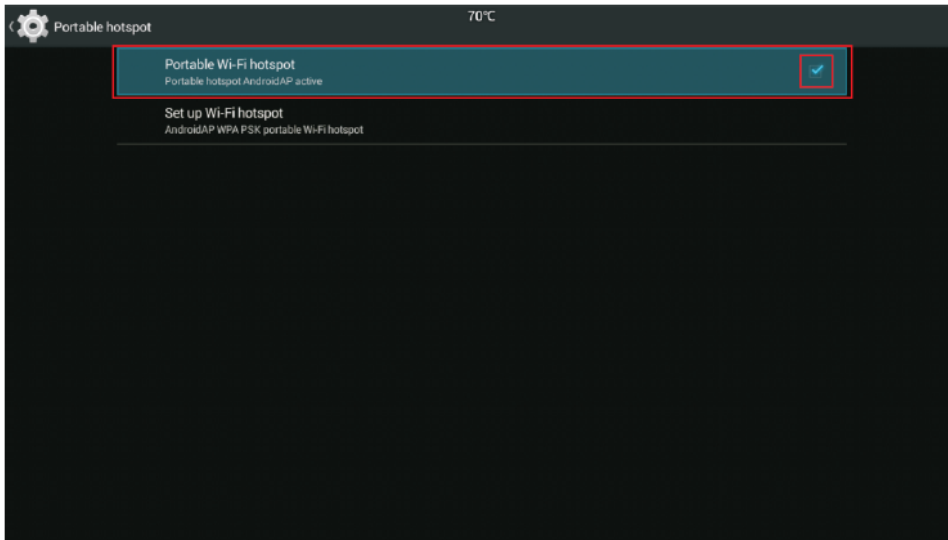 Portable hotspot
70℃
Portable Wi-Fi hotspot
Portable hotspot AndroidAP active
Set up Wi-Fi hotspot
AndroidAP WPA PSK portable Wi-Fi hotspot